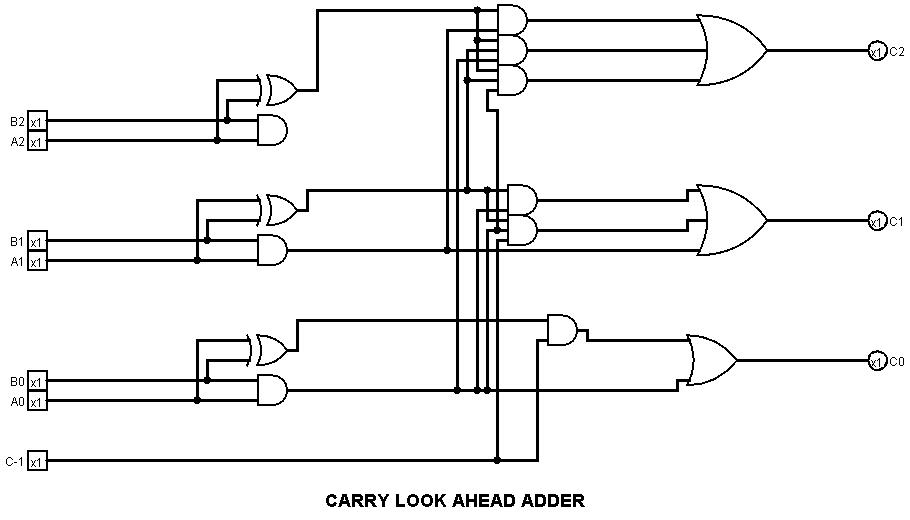 C2
x1
B2 x1
A2 x1
B1 x1
A1 x1
x1 C1
B0 x1
A0 x1
x1 C0
C-1 x1
CARRY LOOK AHEAD ADDER